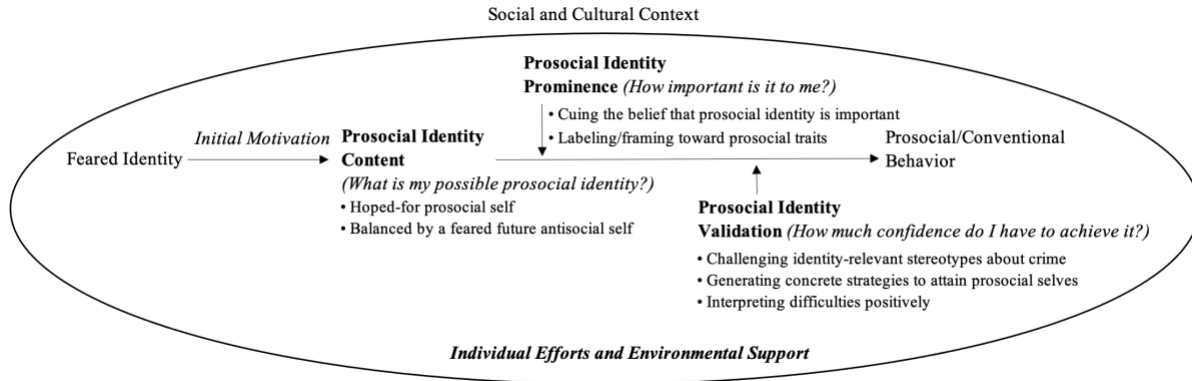 Social and Cultural Context
Prosocial Identity
Prominence (How important is it to me?)
• Cuing the belief that prosocial identity is important
• Labeling/framing toward prosocial traits
Feared Identity
Initial Motivation
Prosocial Identity
Content
(What is my possible prosocial identity?)
• Hoped-for prosocial self
• Balanced by a feared future antisocial self
Prosocial/Conventional
Behavior
Prosocial Identity
Validation (How much confidence do I have to achieve it?)
• Challenging identity-relevant stereotypes about crime
• Generating concrete strategies to attain prosocial selves
• Interpreting difficulties positively
Individual Efforts and Environmental Support